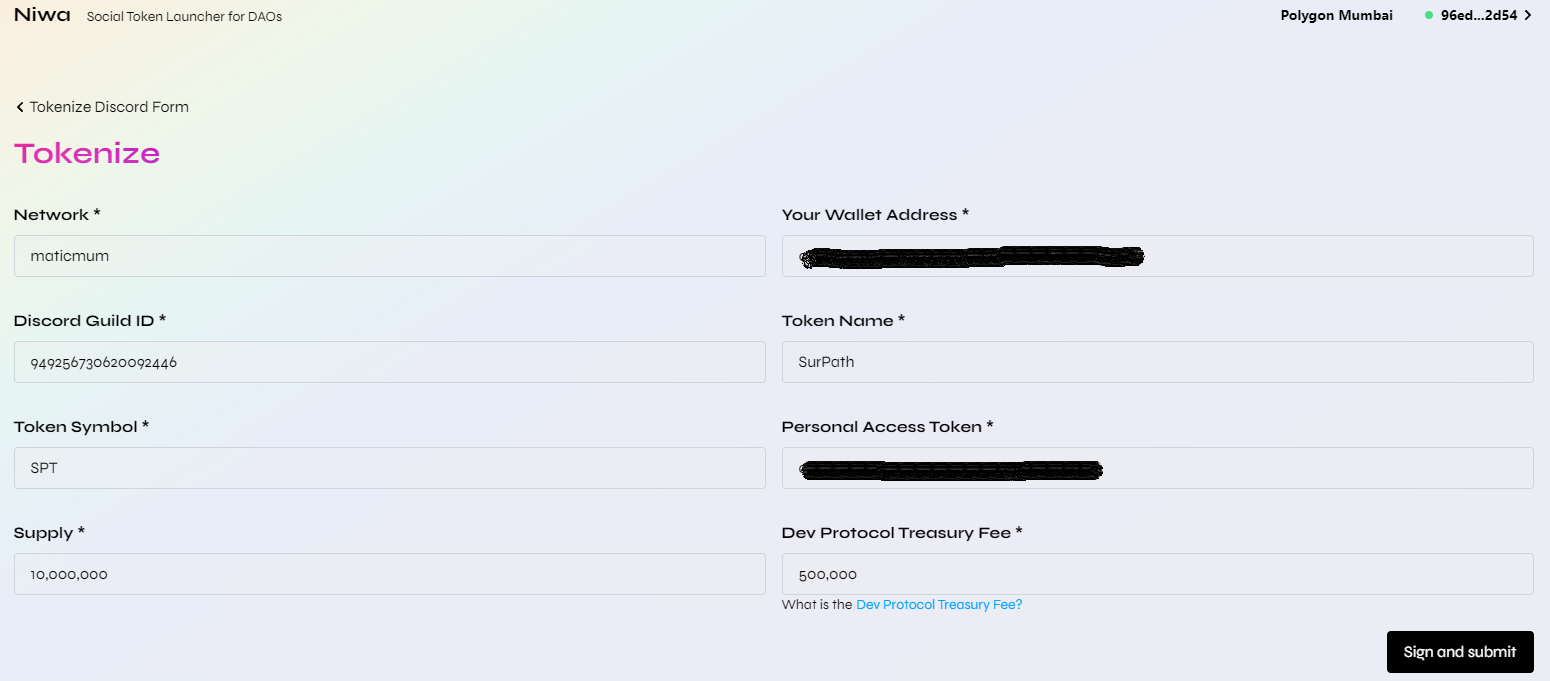 Niwa Social Token Launcher for DAOs Polygon Mumbai 96ed...2d54 >
< Tokenize Discord Form
Tokenize
Network * Your Wallet Address *
maticmum
Discord Guild ID * Token Name *
949256730620092446 SurPath
Token Symbol * Personal Access Token *
SPT
Supply * Dev Protocol Treasury Fee *
10,000,000 500,000
What is the Dev Protocol Treasury Fee?
Sign and submit